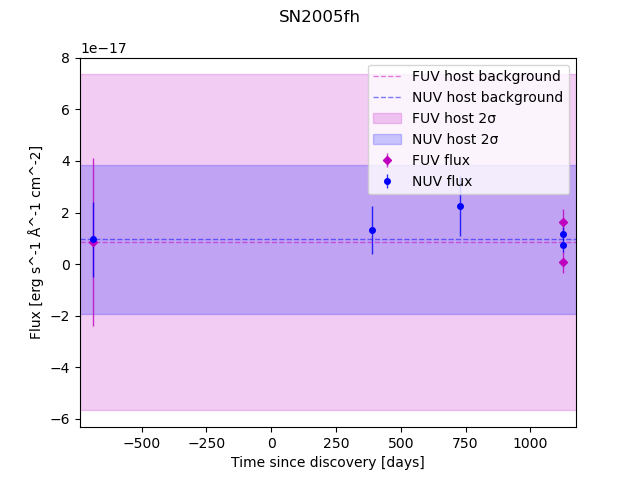 SN2005fh
1e−17
8
6
4
2
0
−2
−4
−6
Flux [erg s^-1 Å^-1 cm^-2]
FUV host background
NUV host background
FUV host 2σ
NUV host 2σ
FUV flux
NUV flux
−500 −250 0 250 500 750 1000
Time since discovery [days]